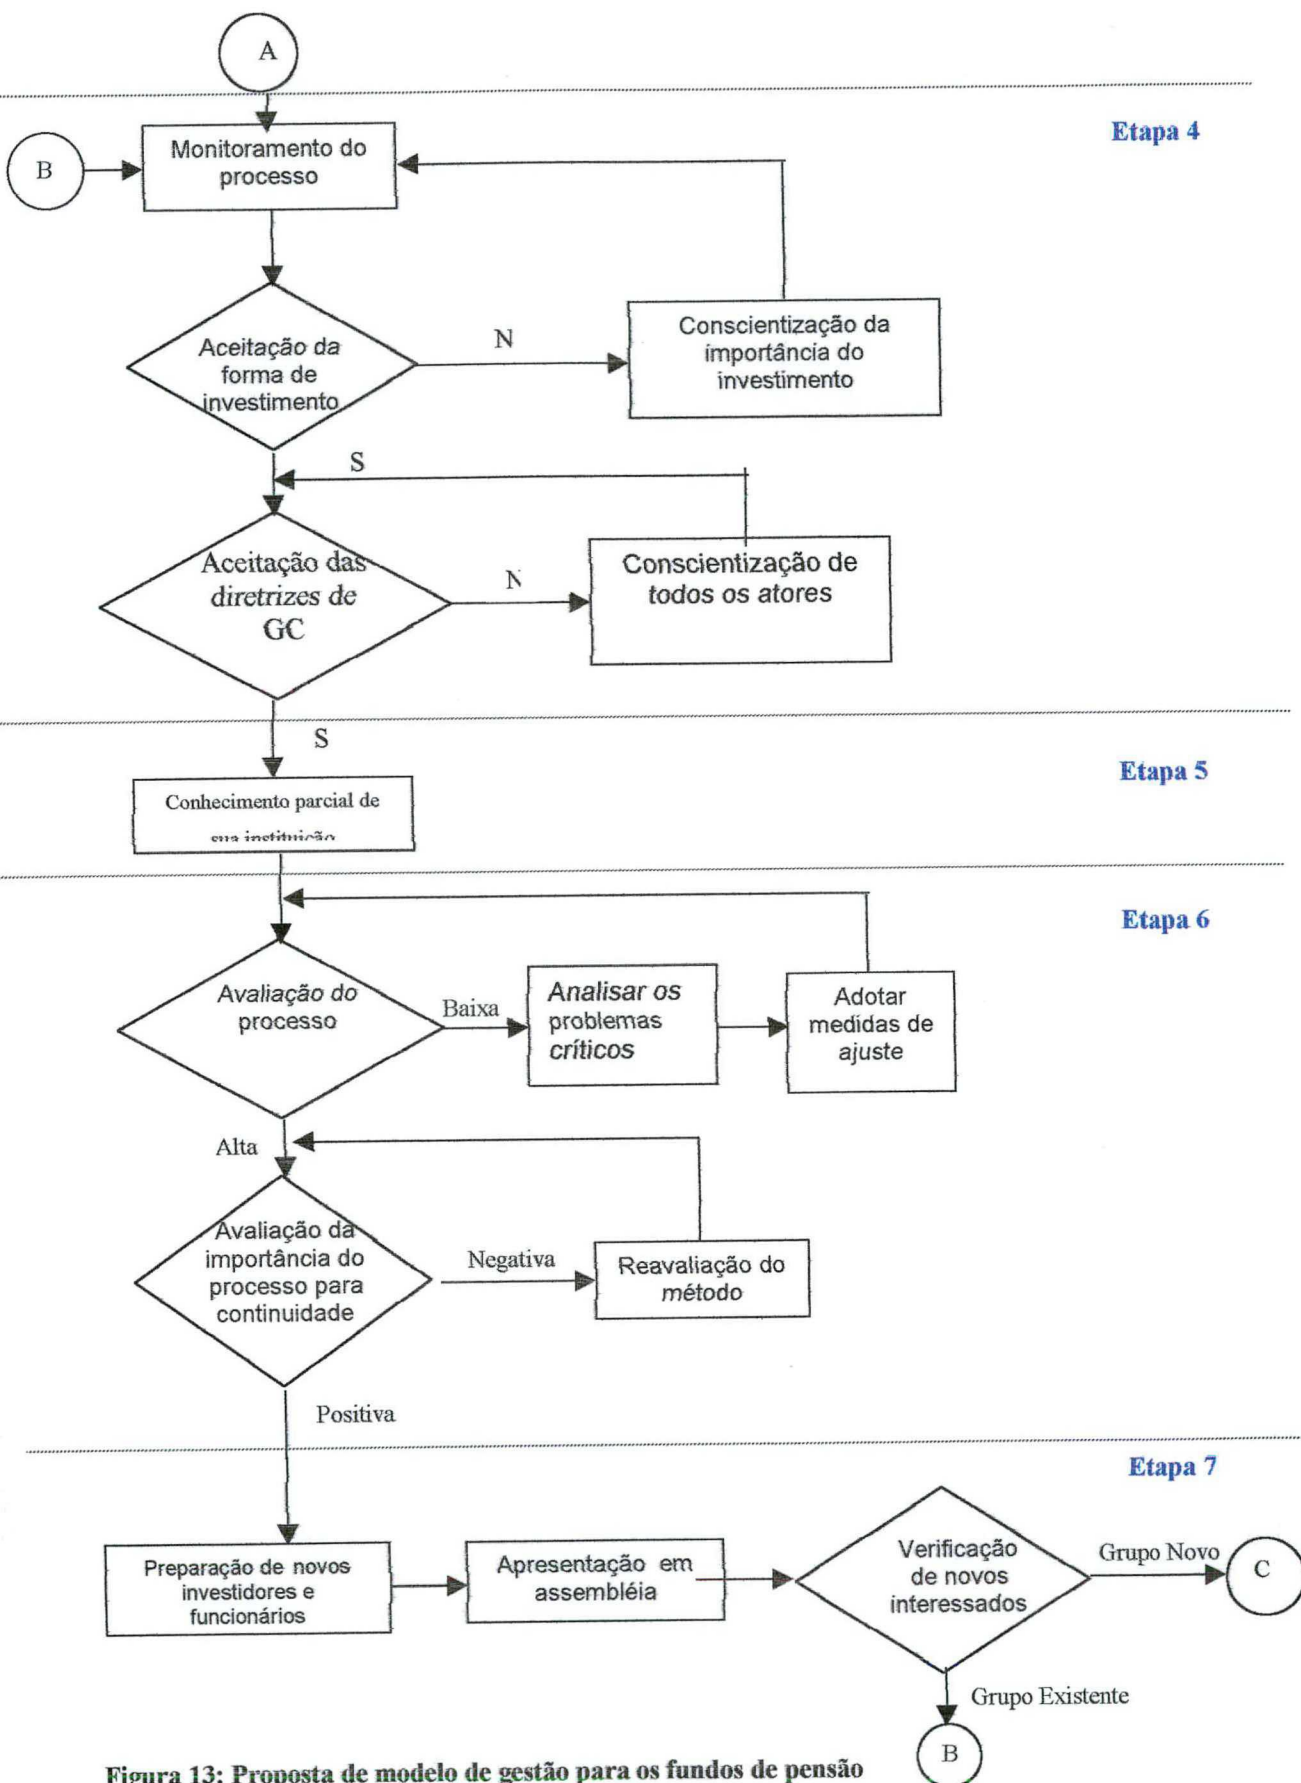 A
Etapa 4
B
Monitoramento do
processo
Aceitação da
forma de
investimento
N
Conscientização da
importância do
investimento
S
Aceitação das
diretrizes de
GC
N
Conscientização de
todos os atores
S
Etapa 5
Conhecimento parcial de
sua instituição
Etapa 6
Avaliação do
processo
Baixa
Analisar os
problemas
críticos
Adotar
medidas de
ajuste
Alta
Avaliação da
importância do
processo para
continuidade
Negativa
Reavaliação do
método
Positiva
Etapa 7
Preparação de novos
investidores e
funcionários
Apresentação em
assembléia
Verificação
de novos
interessados
Grupo Novo
C
Grupo Existente
B
Figura 13: Proposta de modelo de gestão para os fundos de pensão